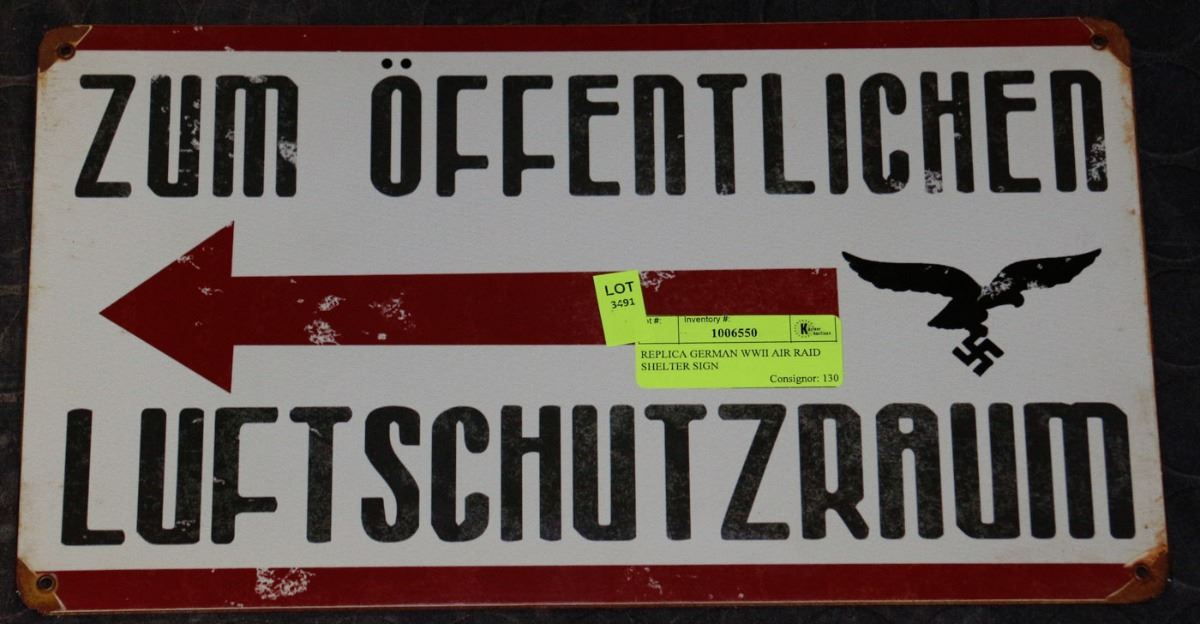 ZUM ÖFFENTLICHEN
LOT
3491
t #:
Inventory #:
1006550
REPLICA GERMAN WWII AIR RAID
SHELTER SIGN
Consignor: 130
LUFTSCHUTZRAUM